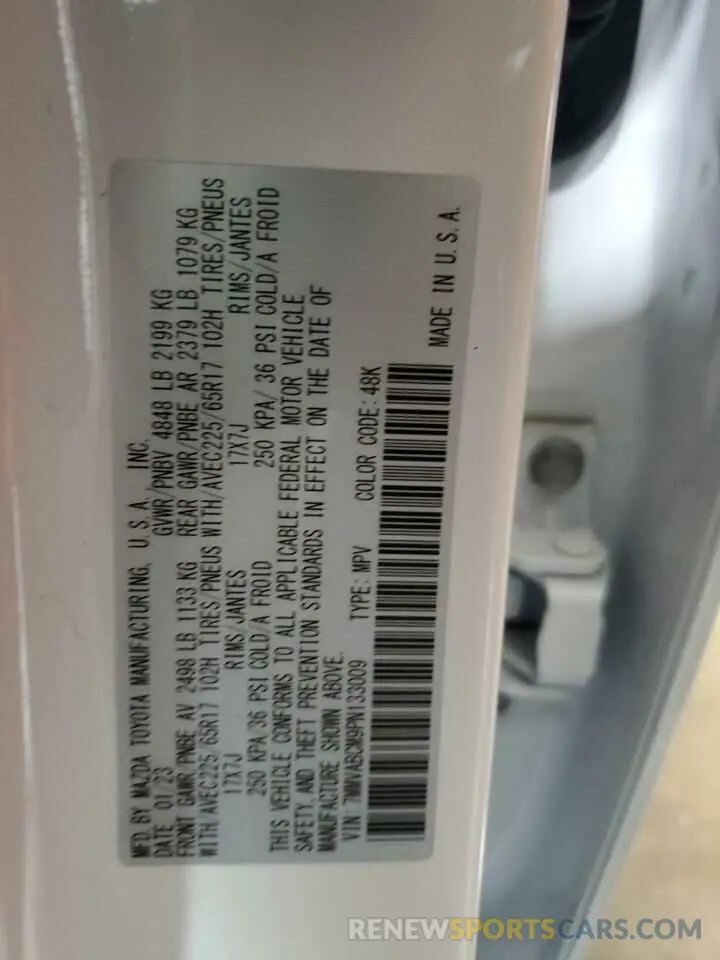 MFD. BY MAZDA TOYOTA MANUFACTURING, U.S.A., INC.
DATE 01/23 GVWR/PNBV 4848 LB 2199 KG
FRONT GAWR/PNBE AV 2498 LB 1133 KG REAR GAWR/PNBE AR 2379 LB 1079 KG
WITH/AVEC225/65R17 102H TIRES/PNEUS WITH/AVEC225/65R17 102H TIRES/PNEUS
17X7J RIMS/JANTES 17X7J RIMS/JANTES
250 KPA/36 PSI COLD/A FROID 250 KPA/ 36 PSI COLD/A FROID
THIS VEHICLE CONFORMS TO ALL APPLICABLE FEDERAL MOTOR VEHICLE
SAFETY, AND THEFT PREVENTION STANDARDS IN EFFECT ON THE DATE OF
MANUFACTURE SHOWN ABOVE.
VIN: 7MMVABCM9PN133009 TYPE: MPV COLOR CODE: 48K
MADE IN U.S.A.
RENEWSPORTSCARS.COM